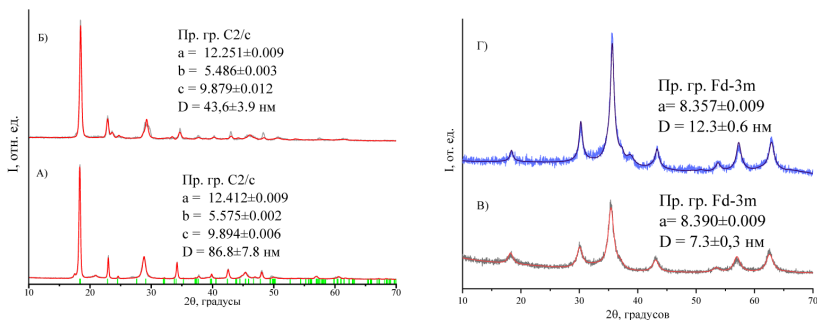 Б)
Пр. гр. C2/c
a = 12.251±0.009
b = 5.486±0.003
c = 9.879±0.012
D = 43,6±3.9 нм
А)
Пр. гр. C2/c
a = 12.412±0.009
b = 5.575±0.002
c = 9.894±0.006
D = 86.8±7.8 нм
I, отн. ед.
10 20 30 40 50 60 70
2θ, градусы
Г)
Пр. гр. Fd-3m
a= 8.357±0.009
D = 12.3±0.6 нм
В)
Пр. гр. Fd-3m
a= 8.390±0.009
D = 7.3±0,3 нм
I, от. ед.
10 20 30 40 50 60 70
2θ, градусов